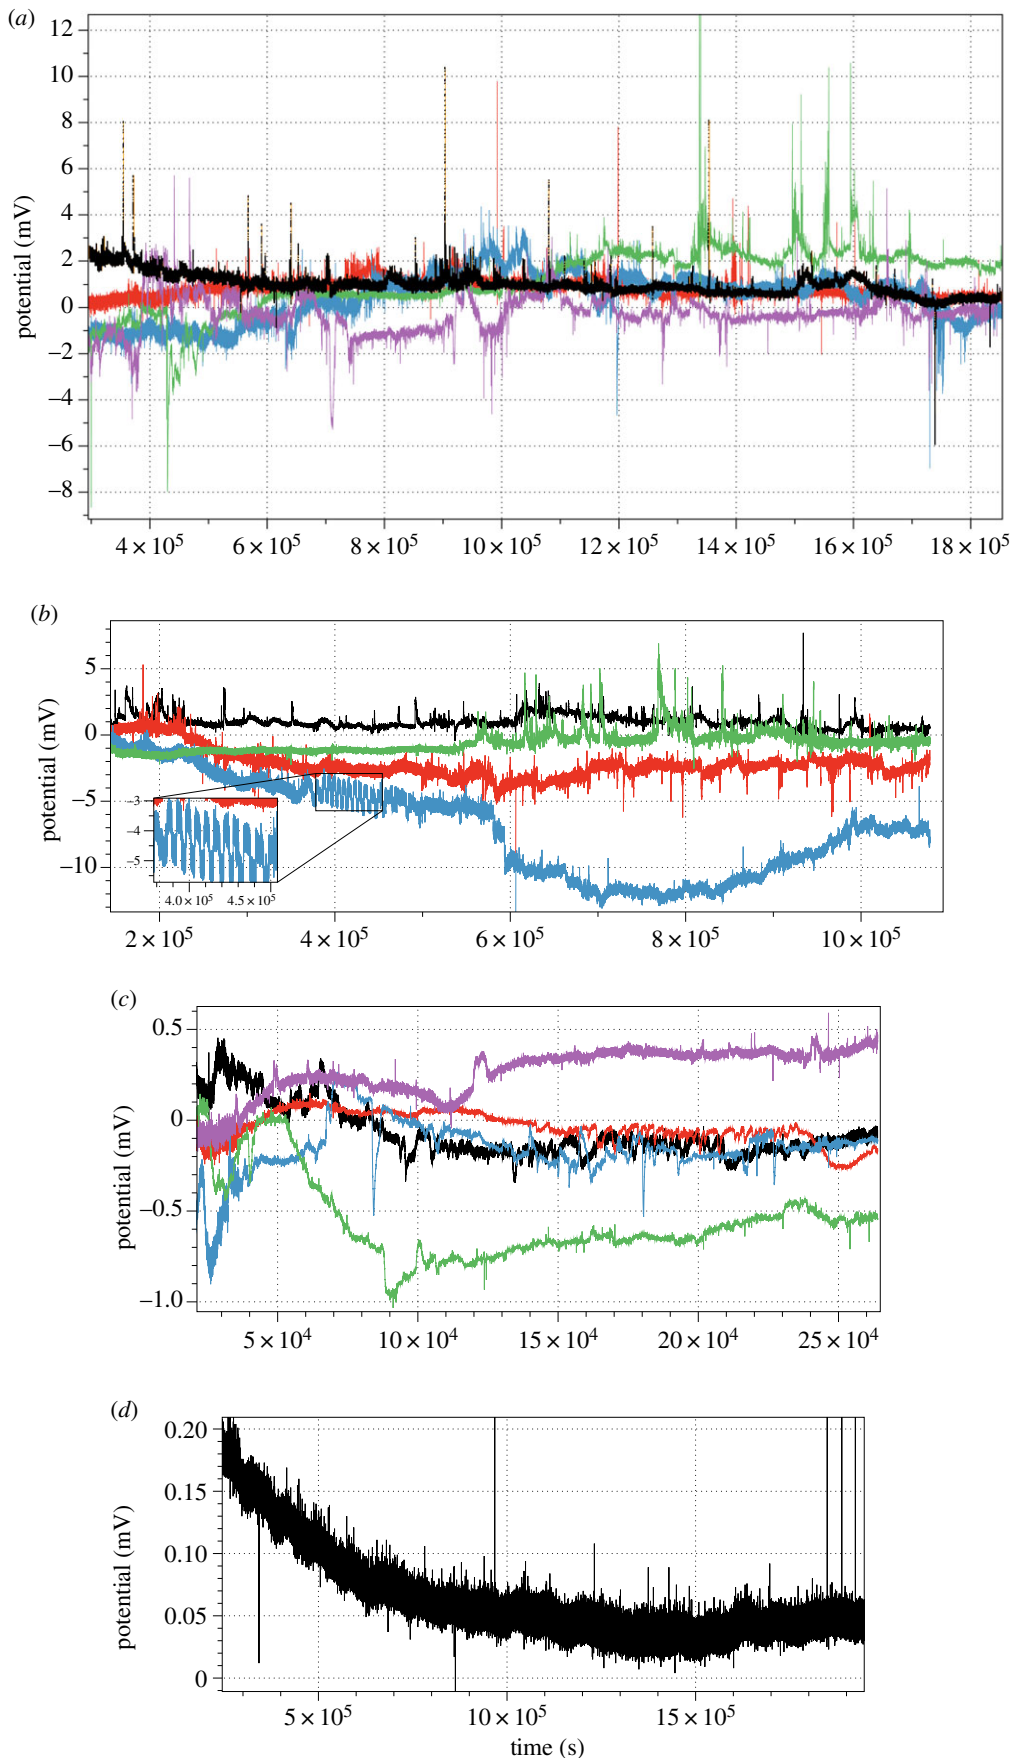 (a)
12
10
8
6
4
2
0
−2
−4
−6
−8
potential (mV)
4 × 10⁵ 6 × 10⁵ 8 × 10⁵ 10 × 10⁵ 12 × 10⁵ 14 × 10⁵ 16 × 10⁵ 18 × 10⁵
(b)
5
0
−5
−10
potential (mV)
−3
−4
−5
4.0 × 10⁵ 4.5 × 10⁵
2 × 10⁵ 4 × 10⁵ 6 × 10⁵ 8 × 10⁵ 10 × 10⁵
(c)
0.5
0
−0.5
−1.0
potential (mV)
5 × 10⁴ 10 × 10⁴ 15 × 10⁴ 20 × 10⁴ 25 × 10⁴
(d)
0.20
0.15
0.10
0.05
0
potential (mV)
5 × 10⁵ 10 × 10⁵ 15 × 10⁵
time (s)